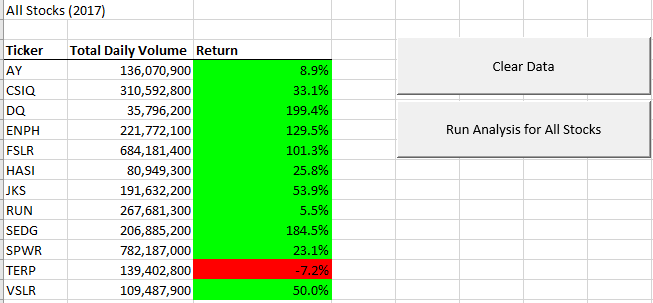 All Stocks (2017)
Ticker Total Daily Volume Return
AY 136,070,900 8.9%
CSIQ 310,592,800 33.1%
DQ 35,796,200 199.4%
ENPH 221,772,100 129.5%
FSLR 684,181,400 101.3%
HASI 80,949,300 25.8%
JKS 191,632,200 53.9%
RUN 267,681,300 5.5%
SEDG 206,885,200 184.5%
SPWR 782,187,000 23.1%
TERP 139,402,800 -7.2%
VSLR 109,487,900 50.0%
Clear Data
Run Analysis for All Stocks